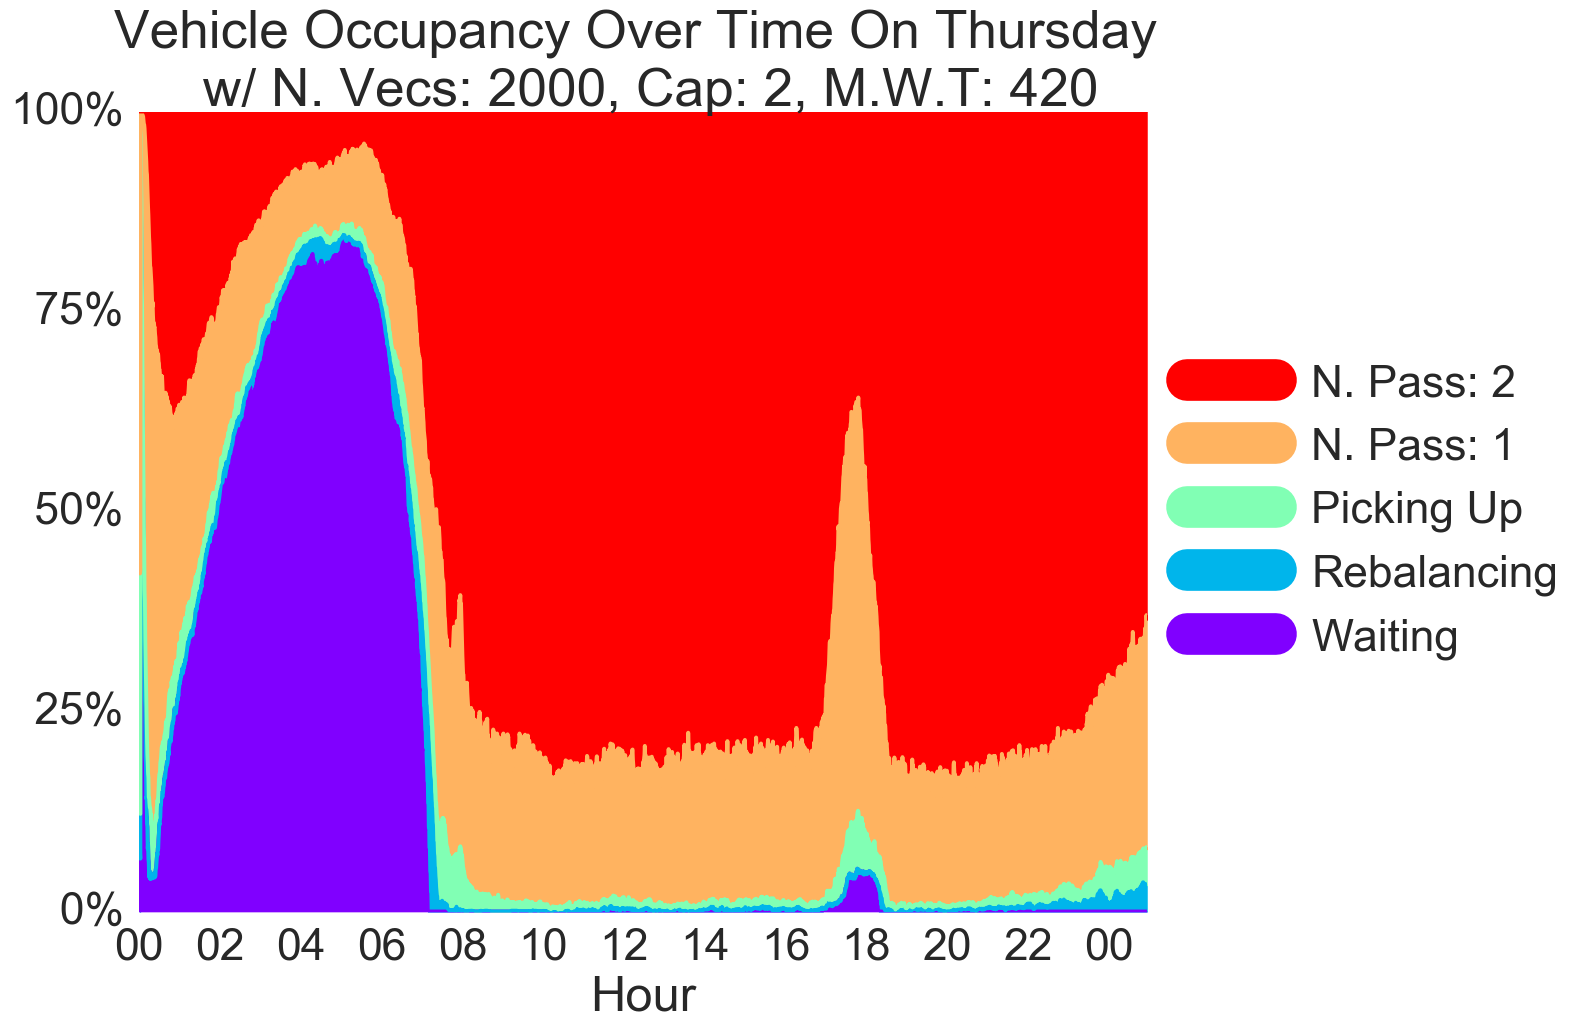 Vehicle Occupancy Over Time On Thursday
w/ N. Vecs: 2000, Cap: 2, M.W.T: 420
100%
75%
50%
25%
0%
00 02 04 06 08 10 12 14 16 18 20 22 00
Hour
N. Pass: 2
N. Pass: 1
Picking Up
Rebalancing
Waiting